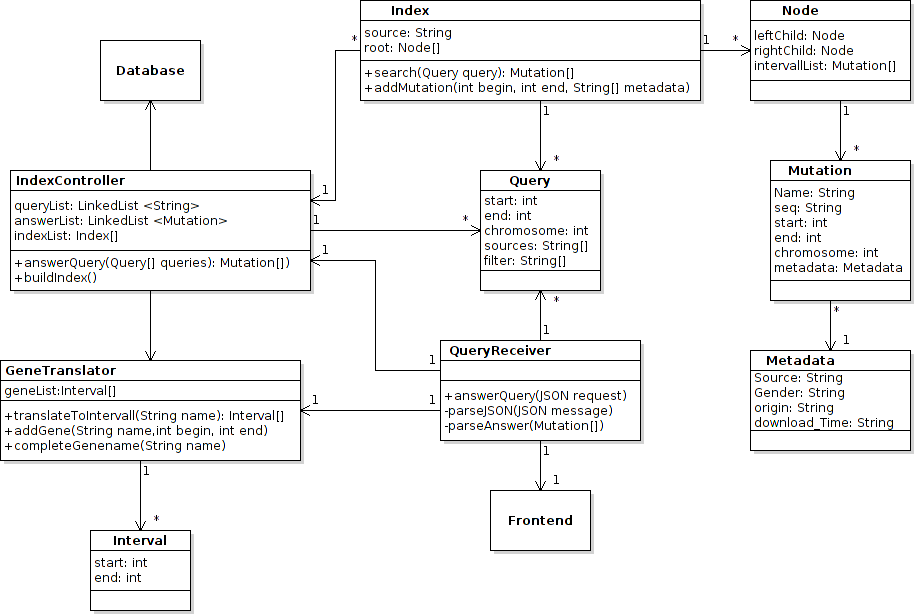 Index
source: String
root: Node[]
+search(Query query): Mutation[]
+addMutation(int begin, int end, String[] metadata)
1
*
*
Node
leftChild: Node
rightChild: Node
intervallList: Mutation[]
Database
1
*
1
*
IndexController
queryList: LinkedList <String>
answerList: LinkedList <Mutation>
indexList: Index[]
+answerQuery(Query[] queries): Mutation[])
+buildIndex()
1
1
*
1
Query
start: int
end: int
chromosome: int
sources: String[]
filter: String[]
Mutation
Name: String
seq: String
start: int
end: int
chromosome: int
metadata: Metadata
*
1
*
1
GeneTranslator
geneList:Interval[]
+translateToIntervall(String name): Interval[]
+addGene(String name,int begin, int end)
+completeGenename(String name)
1
1
1
QueryReceiver
+answerQuery(JSON request)
-parseJSON(JSON message)
-parseAnswer(Mutation[])
Metadata
Source: String
Gender: String
origin: String
download_Time: String
1
*
1
1
Interval
start: int
end: int
Frontend